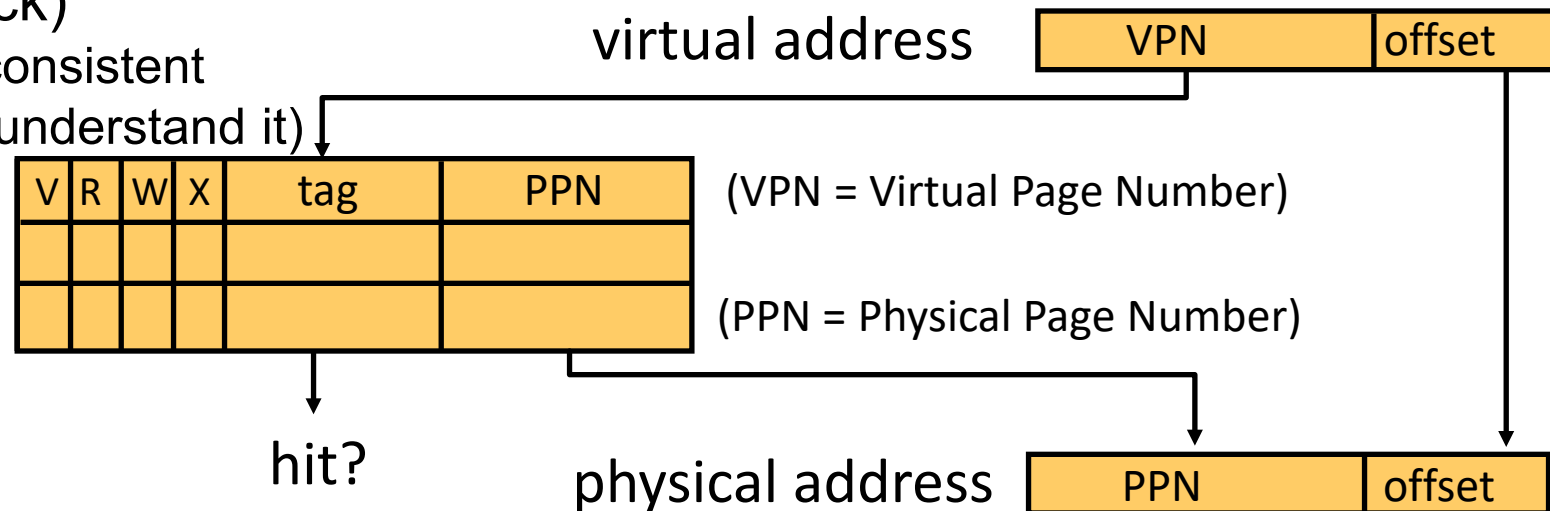 ck)
consistent
understand it)
virtual address
VPN offset
V R W X tag PPN
(VPN = Virtual Page Number)
(PPN = Physical Page Number)
hit?
physical address
PPN offset